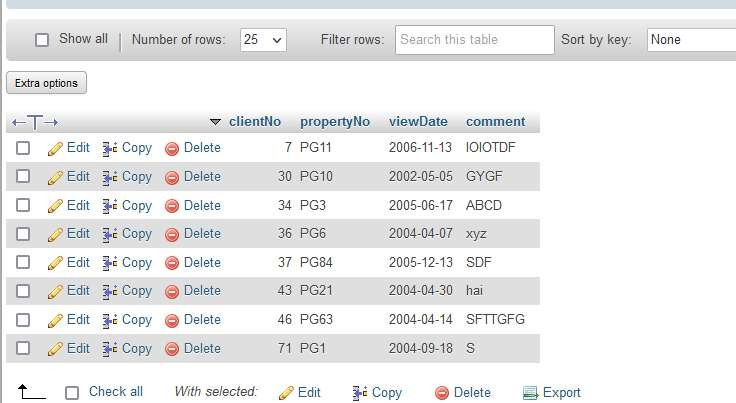 Show all Number of rows: 25 Filter rows: Search this table Sort by key: None
Extra options
clientNo propertyNo viewDate comment
Edit Copy Delete 7 PG11 2006-11-13 IOIOTDF
Edit Copy Delete 30 PG10 2002-05-05 GYGF
Edit Copy Delete 34 PG3 2005-06-17 ABCD
Edit Copy Delete 36 PG6 2004-04-07 xyz
Edit Copy Delete 37 PG84 2005-12-13 SDF
Edit Copy Delete 43 PG21 2004-04-30 hai
Edit Copy Delete 46 PG63 2004-04-14 SFTTGFG
Edit Copy Delete 71 PG1 2004-09-18 S
Check all With selected: Edit Copy Delete Export